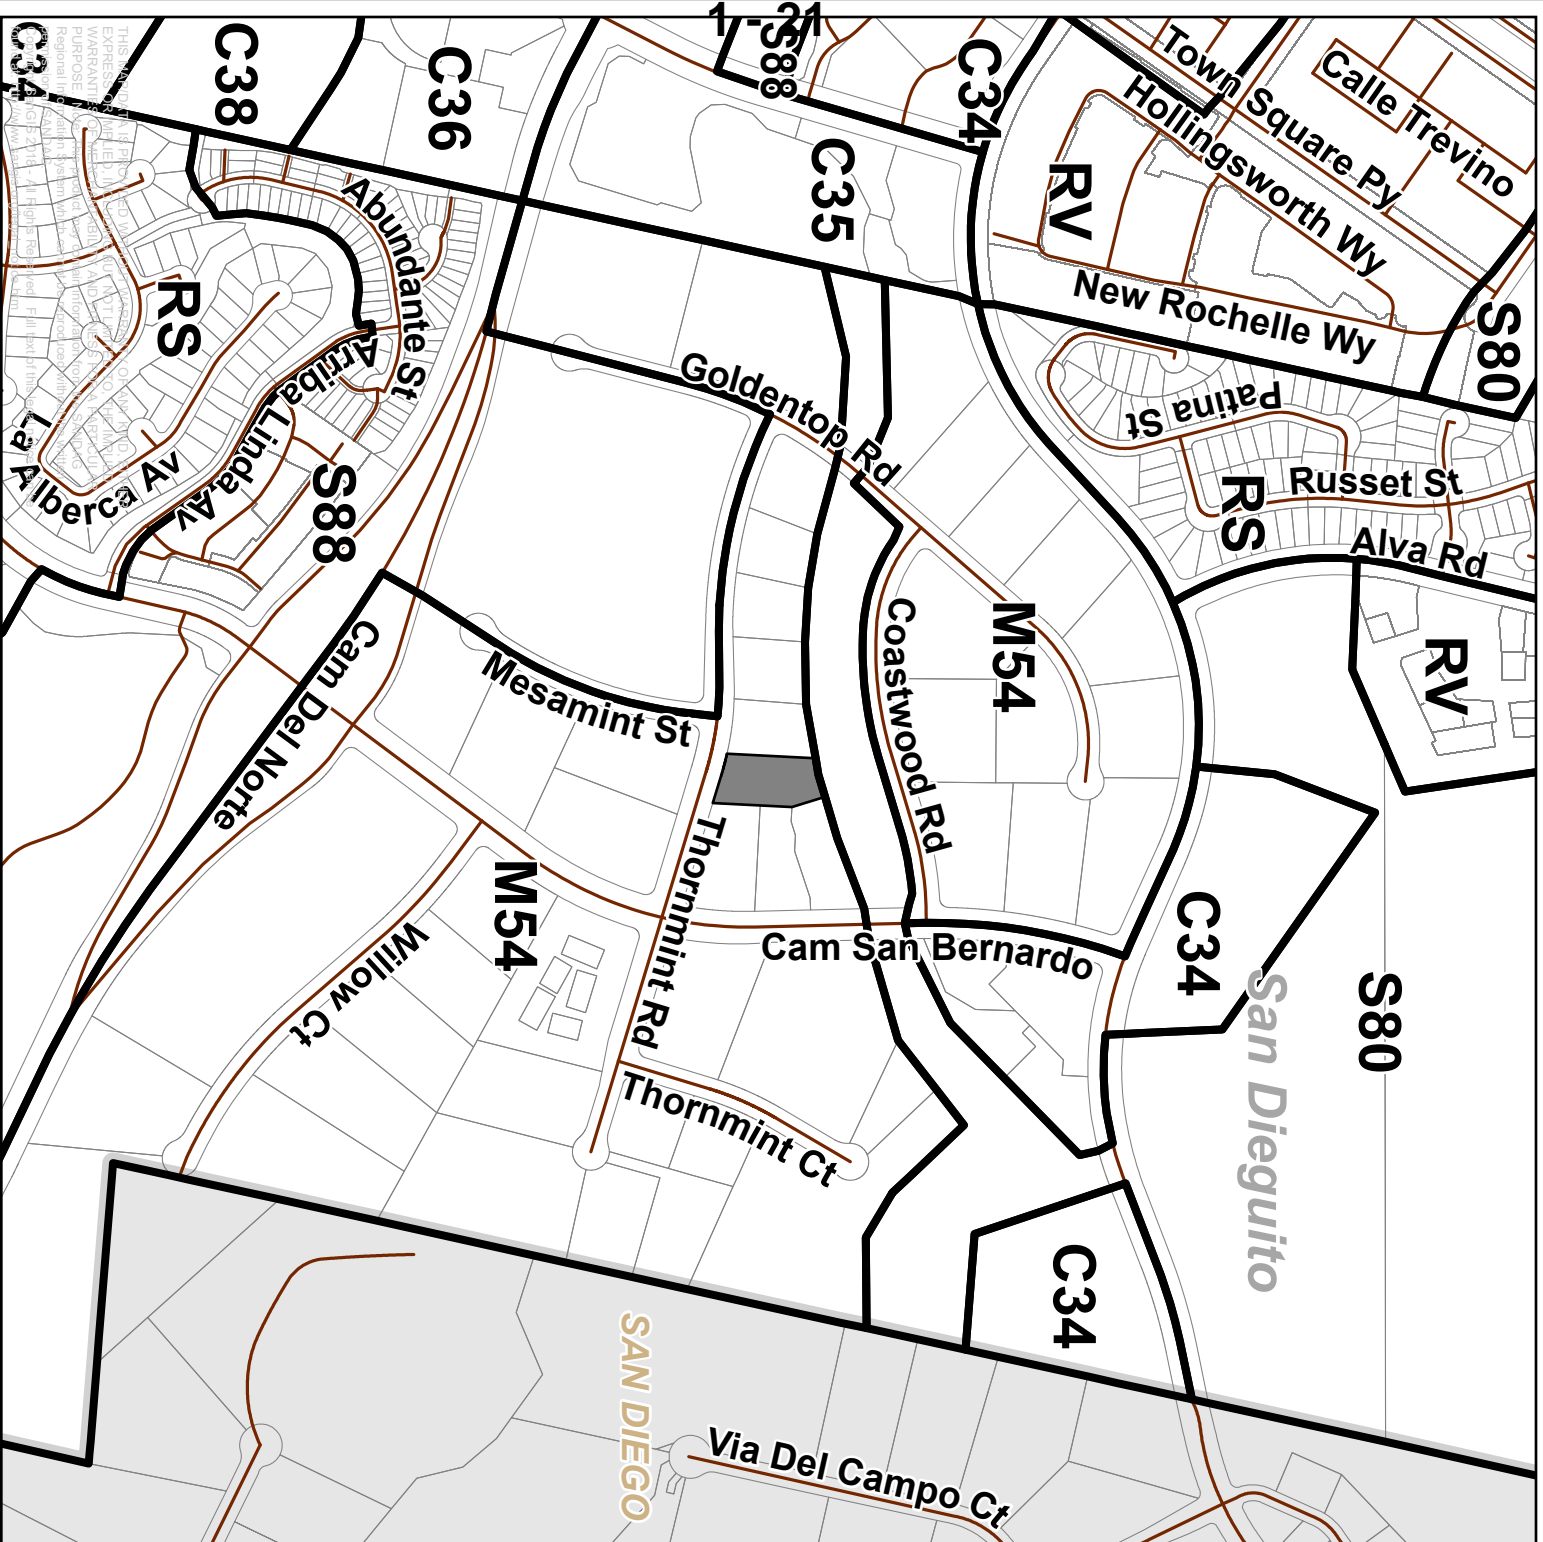 1 - 21
C34
C38
C36
S88
C34
C35
RV
Town Square Py
Calle Trevino
Hollingsworth Wy
New Rochelle Wy
S80
Abundante St
RS
Arriba Linda Av
La Alberca Av
S88
Goldentop Rd
Patina St
Russet St
RS
Alva Rd
RV
Cam Del Norte
Mesamint St
Coastwood Rd
M54
Thornmint Rd
M54
Willow Ct
Cam San Bernardo
C34
S80
San Dieguito
Thornmint Ct
C34
SAN DIEGO
Via Del Campo Ct